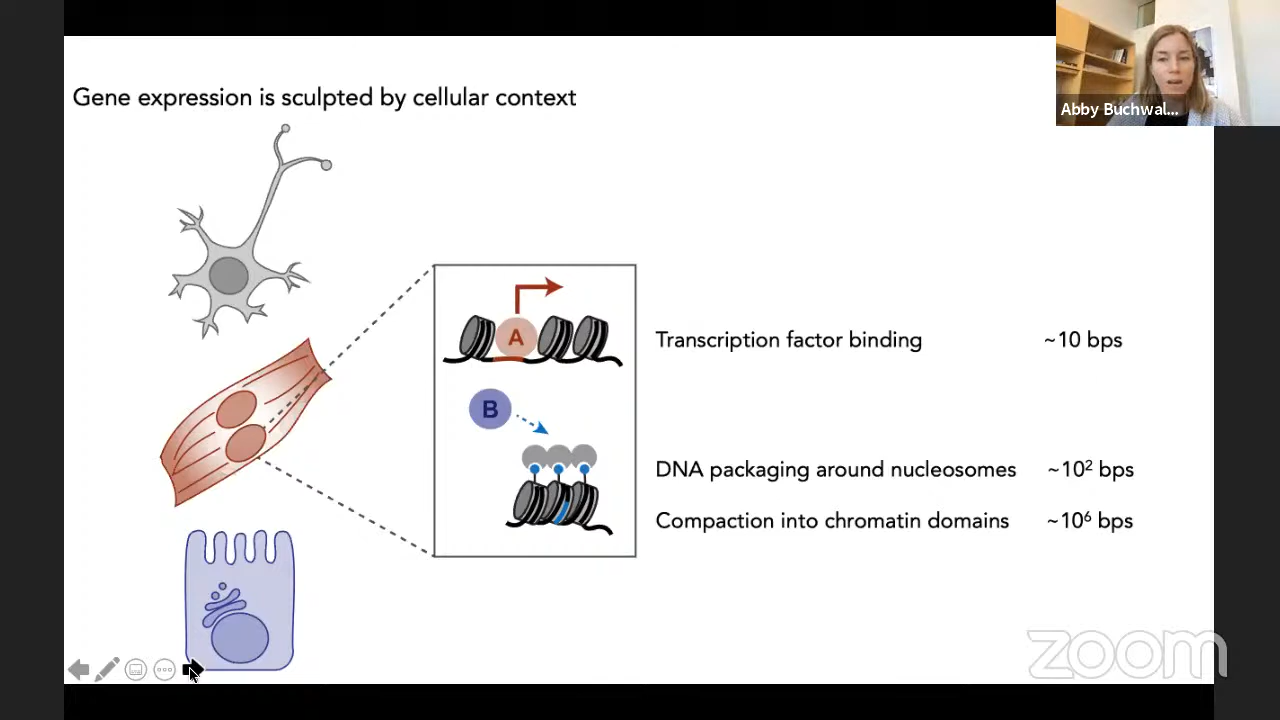 Gene expression is sculpted by cellular context
Abby Buchwal...
A
Transcription factor binding ~10 bps
B
DNA packaging around nucleosomes ~10² bps
Compaction into chromatin domains ~10⁶ bps
zoom